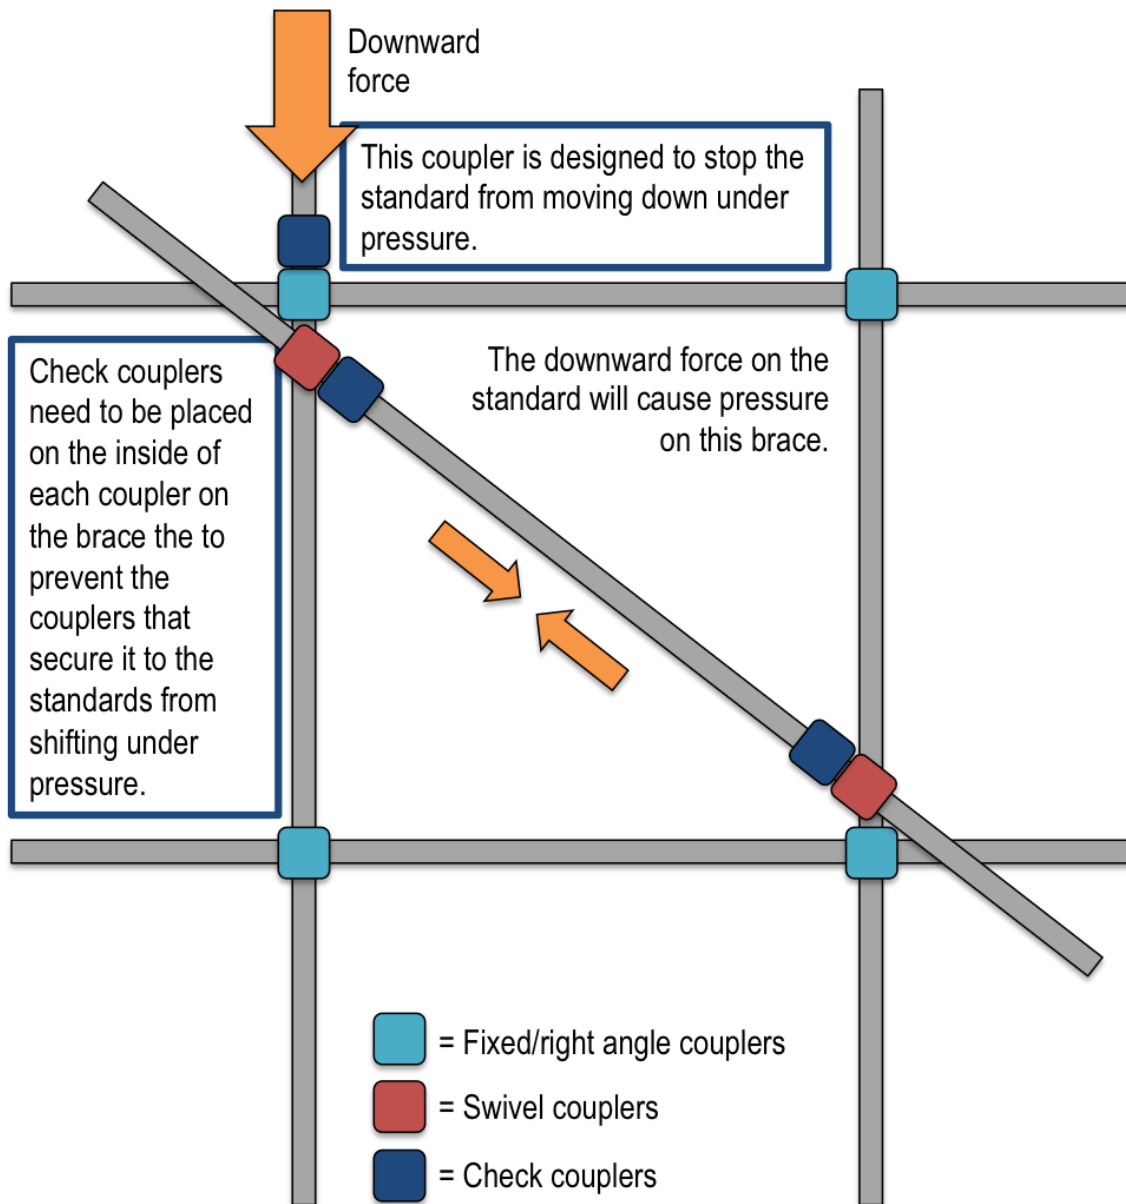 Downward
force
This coupler is designed to stop the
standard from moving down under
pressure.
Check couplers
need to be placed
on the inside of
each coupler on
the brace the to
prevent the
couplers that
secure it to the
standards from
shifting under
pressure.
The downward force on the
standard will cause pressure
on this brace.
= Fixed/right angle couplers
= Swivel couplers
= Check couplers